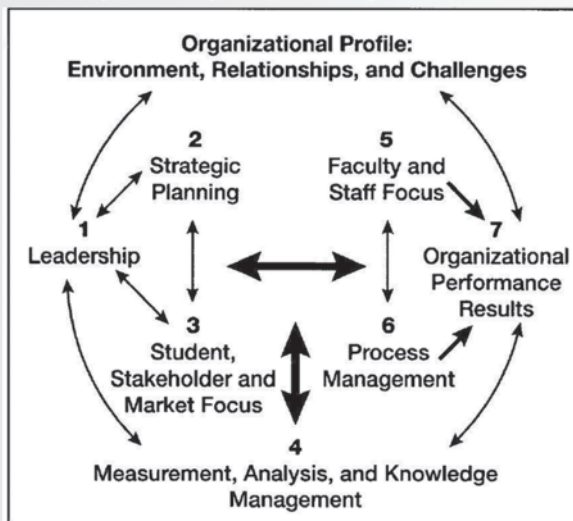 Organizational Profile:
Environment, Relationships, and Challenges
2
Strategic
Planning
5
Faculty and
Staff Focus
1
Leadership
7
Organizational
Performance
Results
3
Student,
Stakeholder and
Market Focus
6
Process
Management
4
Measurement, Analysis, and Knowledge
Management